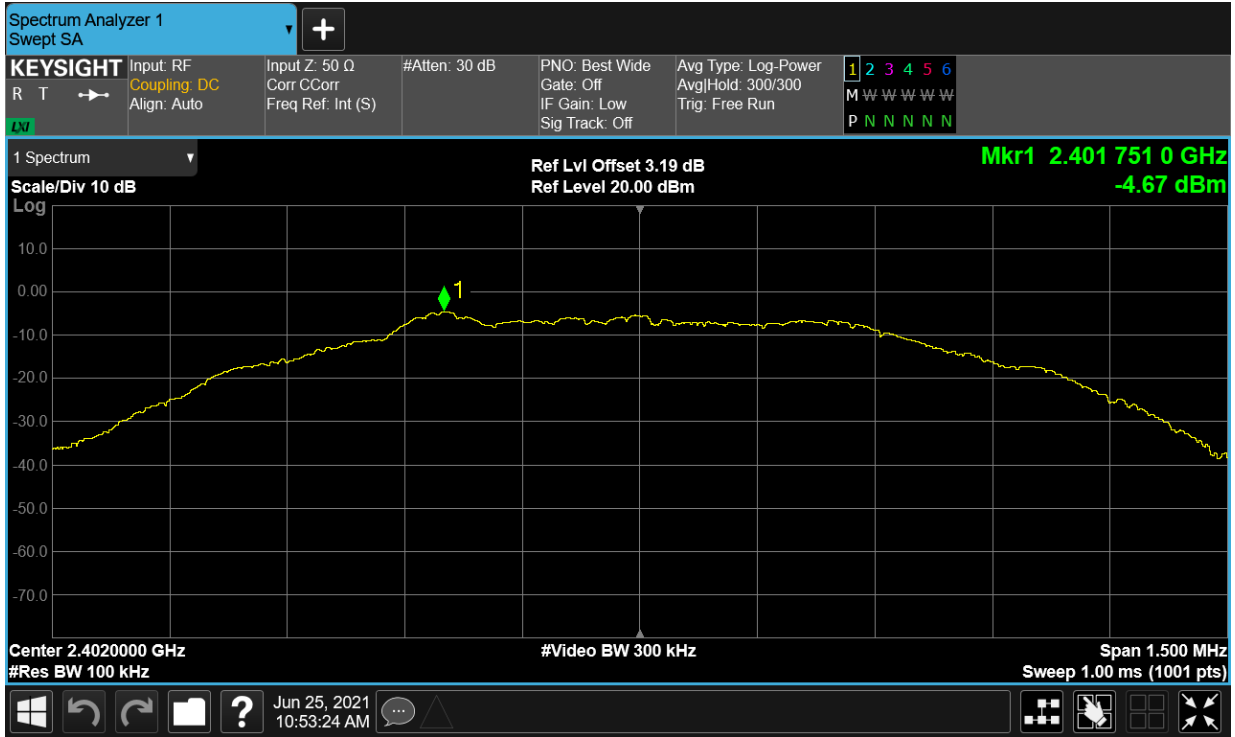 Spectrum Analyzer 1
Swept SA
+
KEYSIGHT
R T
LXI
Input: RF
Coupling: DC
Align: Auto
Input Z: 50 Ω
Corr CCorr
Freq Ref: Int (S)
#Atten: 30 dB
PNO: Best Wide
Gate: Off
IF Gain: Low
Sig Track: Off
Avg Type: Log-Power
Avg|Hold: 300/300
Trig: Free Run
1 2 3 4 5 6
M W W W W W
P N N N N N
1 Spectrum
Scale/Div 10 dB
Log
Ref Lvl Offset 3.19 dB
Ref Level 20.00 dBm
Mkr1 2.401 751 0 GHz
-4.67 dBm
10.0
0.00
1
-10.0
-20.0
-30.0
-40.0
-50.0
-60.0
-70.0
Center 2.4020000 GHz
#Video BW 300 kHz
Span 1.500 MHz
#Res BW 100 kHz
Sweep 1.00 ms (1001 pts)
?
Jun 25, 2021
10:53:24 AM